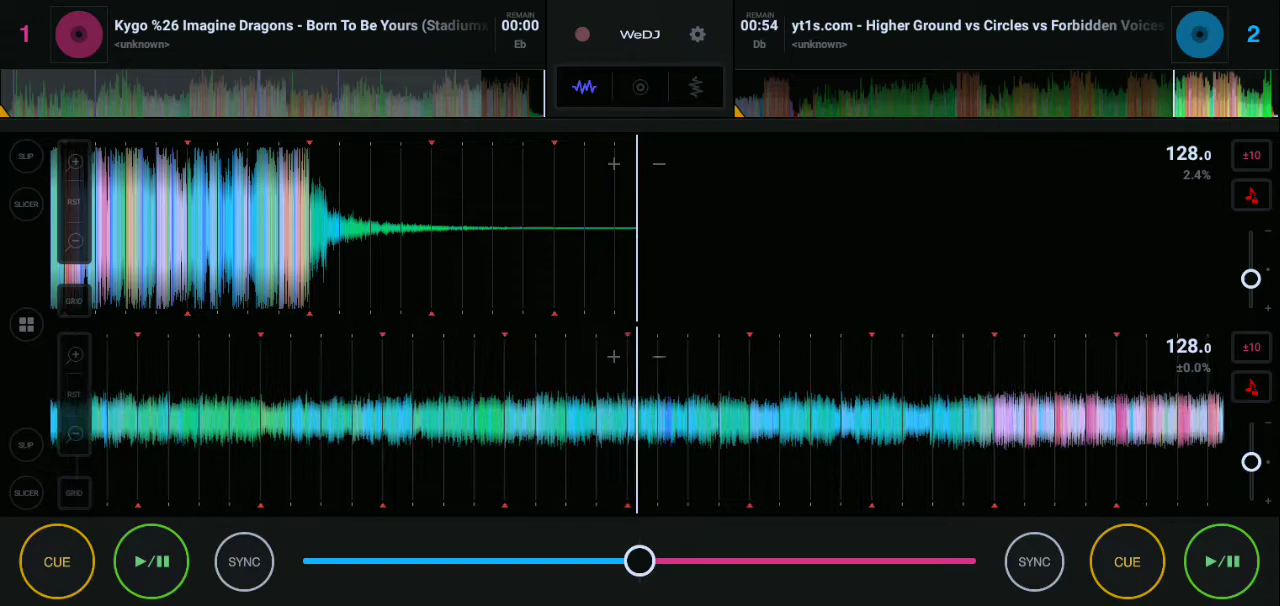 1
Kygo %26 Imagine Dragons - Born To Be Yours (Stadium
<unknown>
REMAIN
00:00
Eb
WeDJ
REMAIN
00:54
Db
yt1s.com - Higher Ground vs Circles vs Forbidden Voices
<unknown>
2
SLIP
SLICER
RST
GRID
128.0
2.4%
±10
SLIP
SLICER
RST
GRID
128.0
±0.0%
±10
CUE
SYNC
SYNC
CUE